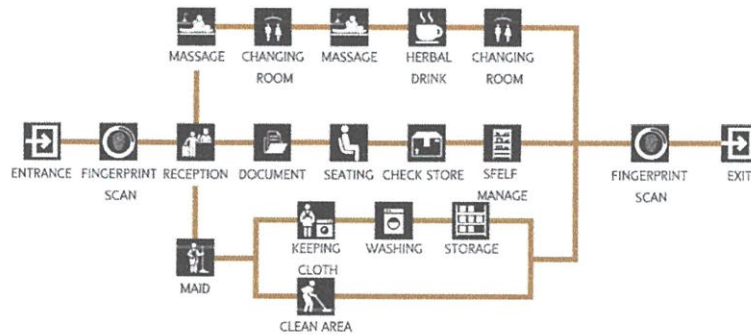 MASSAGE
CHANGING
ROOM
MASSAGE
HERBAL
DRINK
CHANGING
ROOM
ENTRANCE
FINGERPRINT
SCAN
RECEPTION
DOCUMENT
SEATING
CHECK STORE
SFELF
MANAGE
FINGERPRINT
SCAN
EXIT
MAID
KEEPING
CLOTH
WASHING
STORAGE
CLEAN AREA